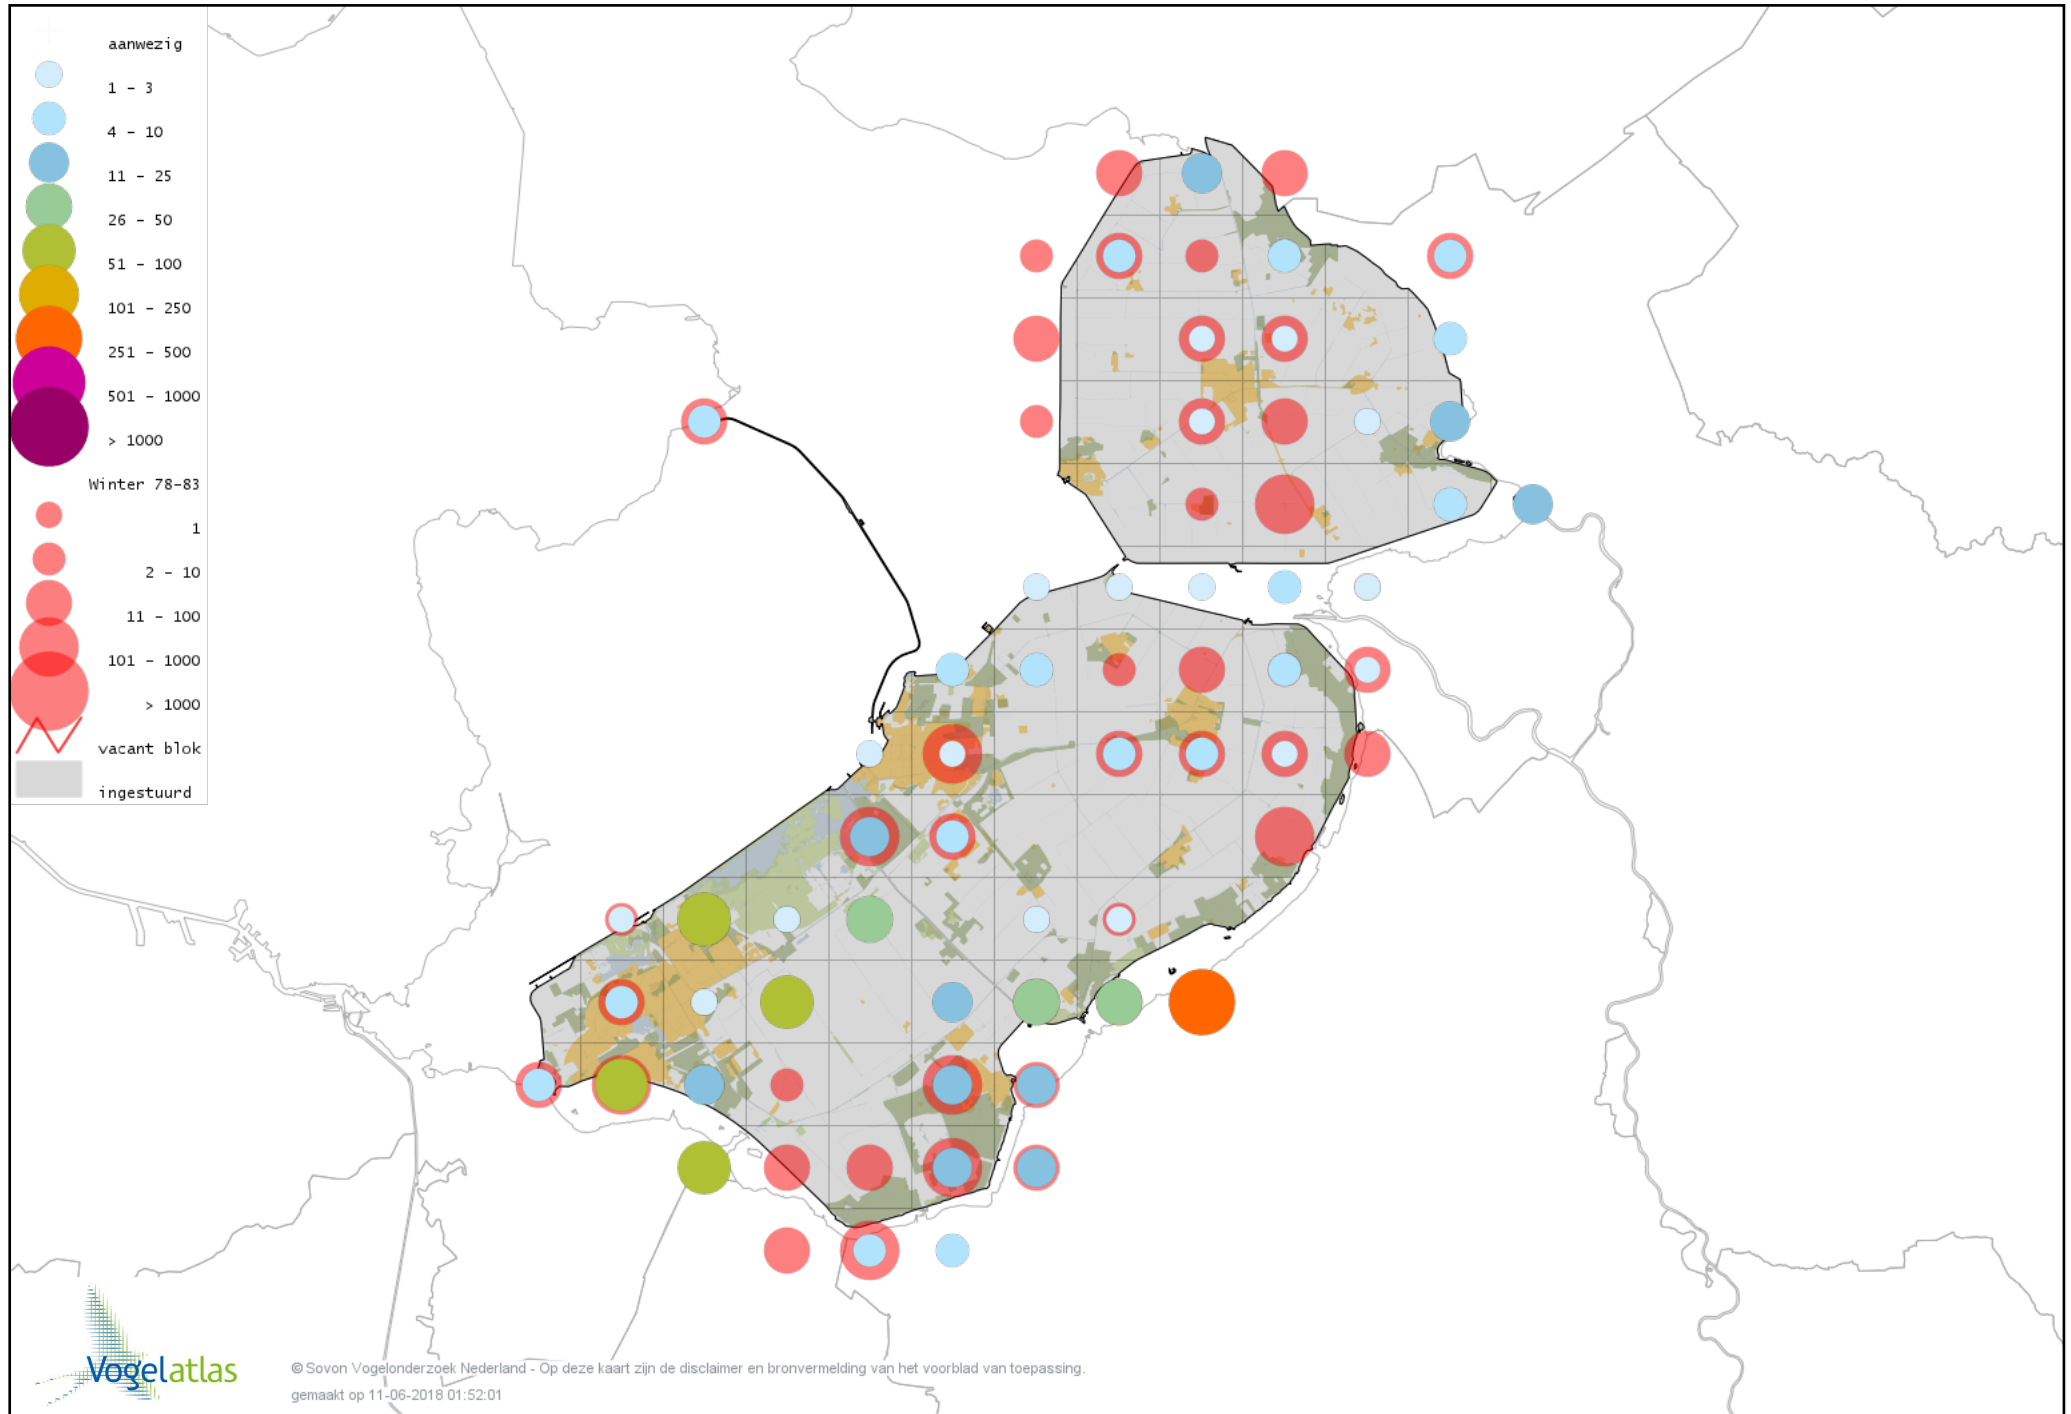 aanwezig
1 – 3
4 – 10
11 – 25
26 – 50
51 – 100
101 – 250
251 – 500
501 – 1000
> 1000
Winter 78-83
1
2 – 10
11 – 100
101 – 1000
> 1000
vacant blok
ingestuurd
Vogelatlas
© Sovon Vogelonderzoek Nederland - Op deze kaart zijn de disclaimer en bronvermelding van het voorblad van toepassing.
gemaakt op 11-06-2018 01:52:01